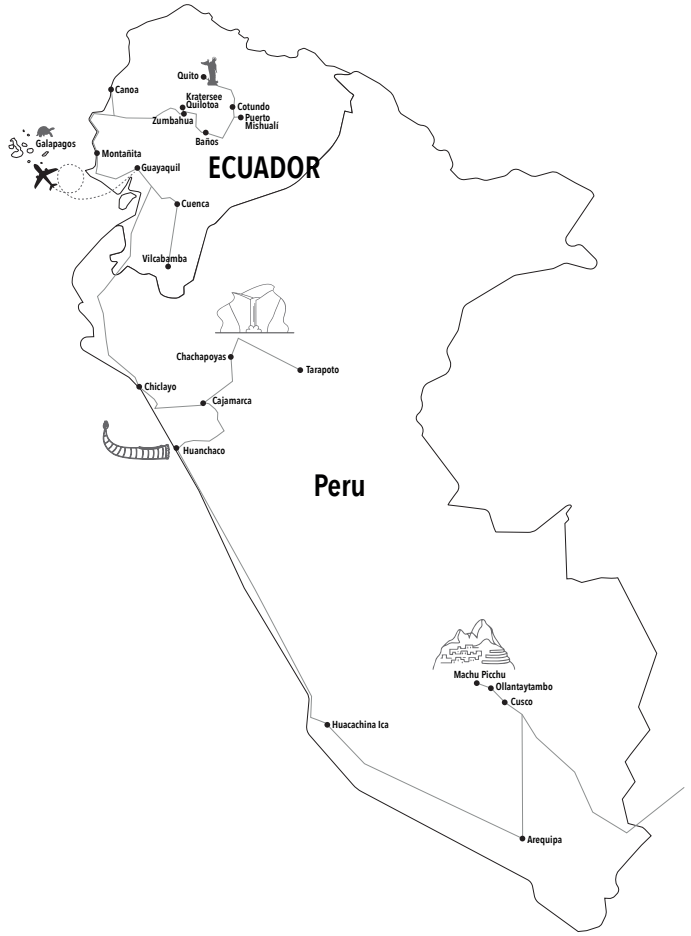 Quito
Canoa
Kratersee
Quilotoa
Cotundo
Zumbahua
Puerto
Mishualí
Baños
Galapagos
Montañita
Guayaquil
ECUADOR
Cuenca
Vilcabamba
Chachapoyas
Tarapoto
Chiclayo
Cajamarca
Huanchaco
Peru
Machu Picchu
Ollantaytambo
Cusco
Huacachina Ica
Arequipa